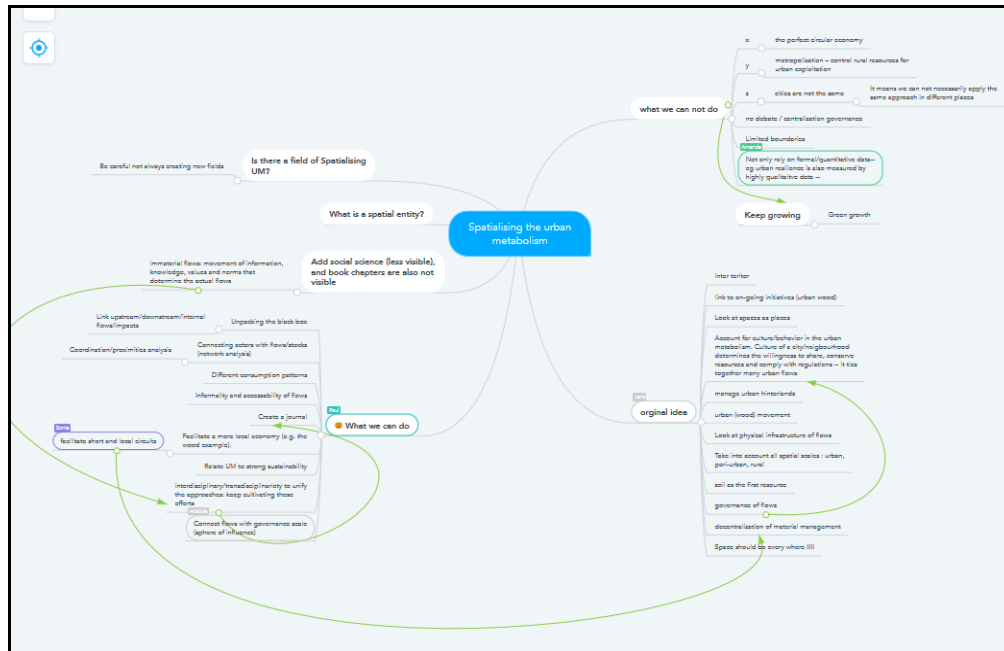 x
the perfect circular economy
y
metropolisation – control rural resources for
urban exploitation
s
cities are not the same
It means we can not necessarily apply the
same approach in different places
what we can not do
no debate / centralisation governance
Limited bounderies
Amanda
Not only rely on formal/quantitative data--
eg urban resilience is also measured by
highly qualitaitve data --
Keep growing
Green growth
Be careful not always creating new fields
Is there a field of Spatialising
UM?
What is a spatial entity?
Spatialising the urban
metabolism
Add social science (less visible),
and book chapters are also not
visible
immaterial flows: movement of information,
knowledge, values and norms that
determine the actual flows
Link upstream/downstream/internal
flows/impacts
Unpacking the black box
Coordination/proximities analysis
Connecting actors with flows/stocks
(network analysis)
Different consumption patterns
Informality and accessability of flows
Create a journal
Paul
What we can do
facilitate short and local circuits
Facilitate a more local economy (e.g. the
wood example).
Relate UM to strong sustainability
interdisciplinery/transdisciplinariety to unify
the approaches: keep cultivating these
efforts
Connect flows with governance scale
(sphere of influence)
orginal idea
inter teritor
link to on-going initiatives (urban wood)
Look at spaces as places
Account for culture/behavior in the urban
metabolism. Culture of a city/neigbourhood
determines the willingness to share, conserve
resources and comply with regulations -- it ties
together many urban flows
manage urban hinterlands
urban (wood) movement
Look at physical infrastructure of flows
Take into account all spatial scales : urban,
peri-urban, rural
soil as the first resource
governance of flows
decentralisation of material management
Space should be every where !!!!